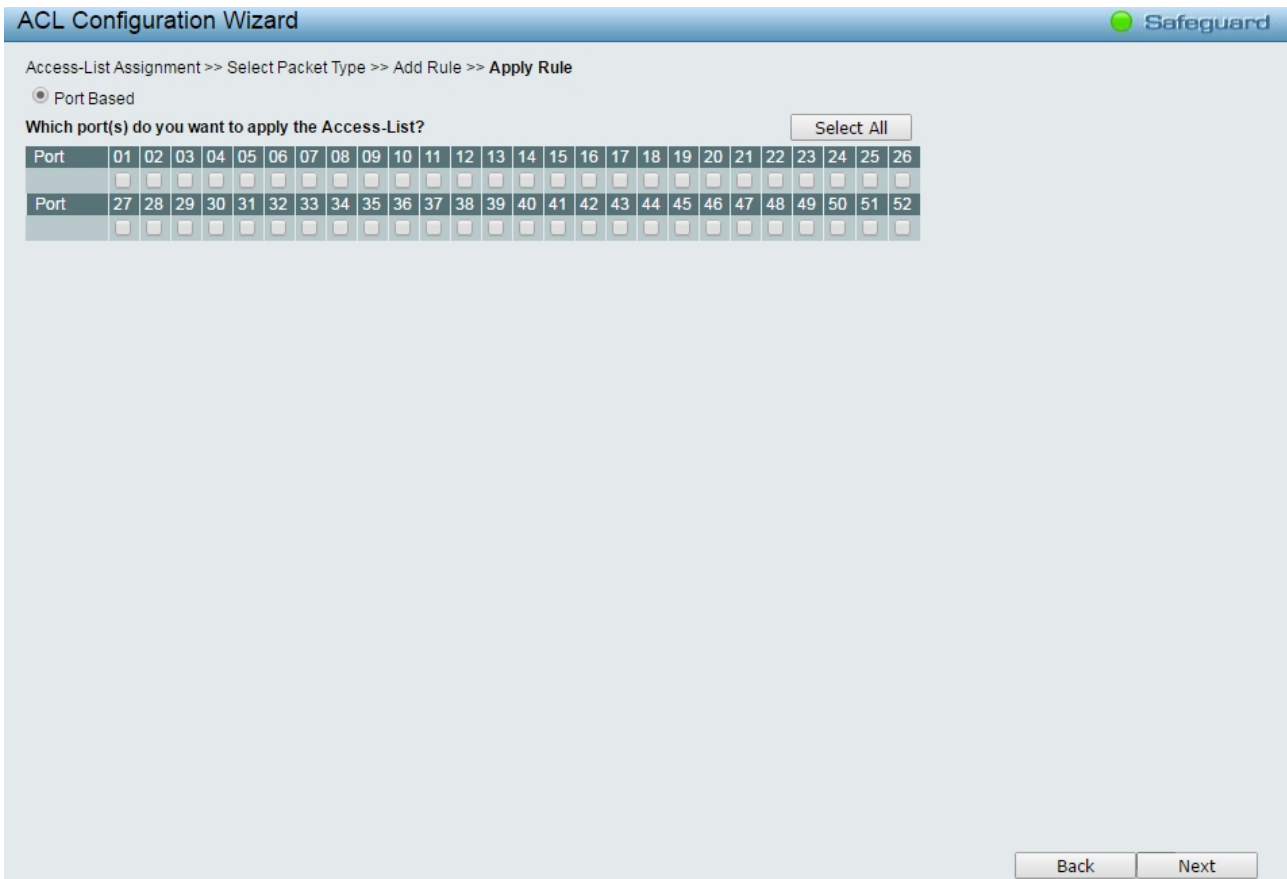 ACL Configuration Wizard
Safeguard
Access-List Assignment >> Select Packet Type >> Add Rule >> Apply Rule
Port Based
Which port(s) do you want to apply the Access-List?
Select All
Port 01 02 03 04 05 06 07 08 09 10 11 12 13 14 15 16 17 18 19 20 21 22 23 24 25 26
Port 27 28 29 30 31 32 33 34 35 36 37 38 39 40 41 42 43 44 45 46 47 48 49 50 51 52
Back Next